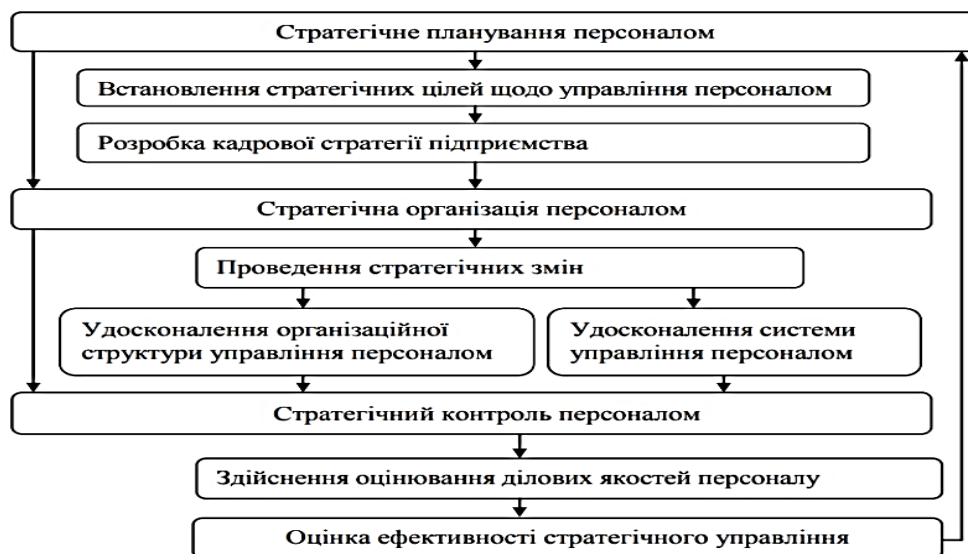 Стратегічне планування персоналом
Встановлення стратегічних цілей щодо управління персоналом
Розробка кадрової стратегії підприємства
Стратегічна організація персоналом
Проведення стратегічних змін
Удосконалення організаційної
структури управління персоналом
Удосконалення системи
управління персоналом
Стратегічний контроль персоналом
Здійснення оцінювання ділових якостей персоналу
Оцінка ефективності стратегічного управління